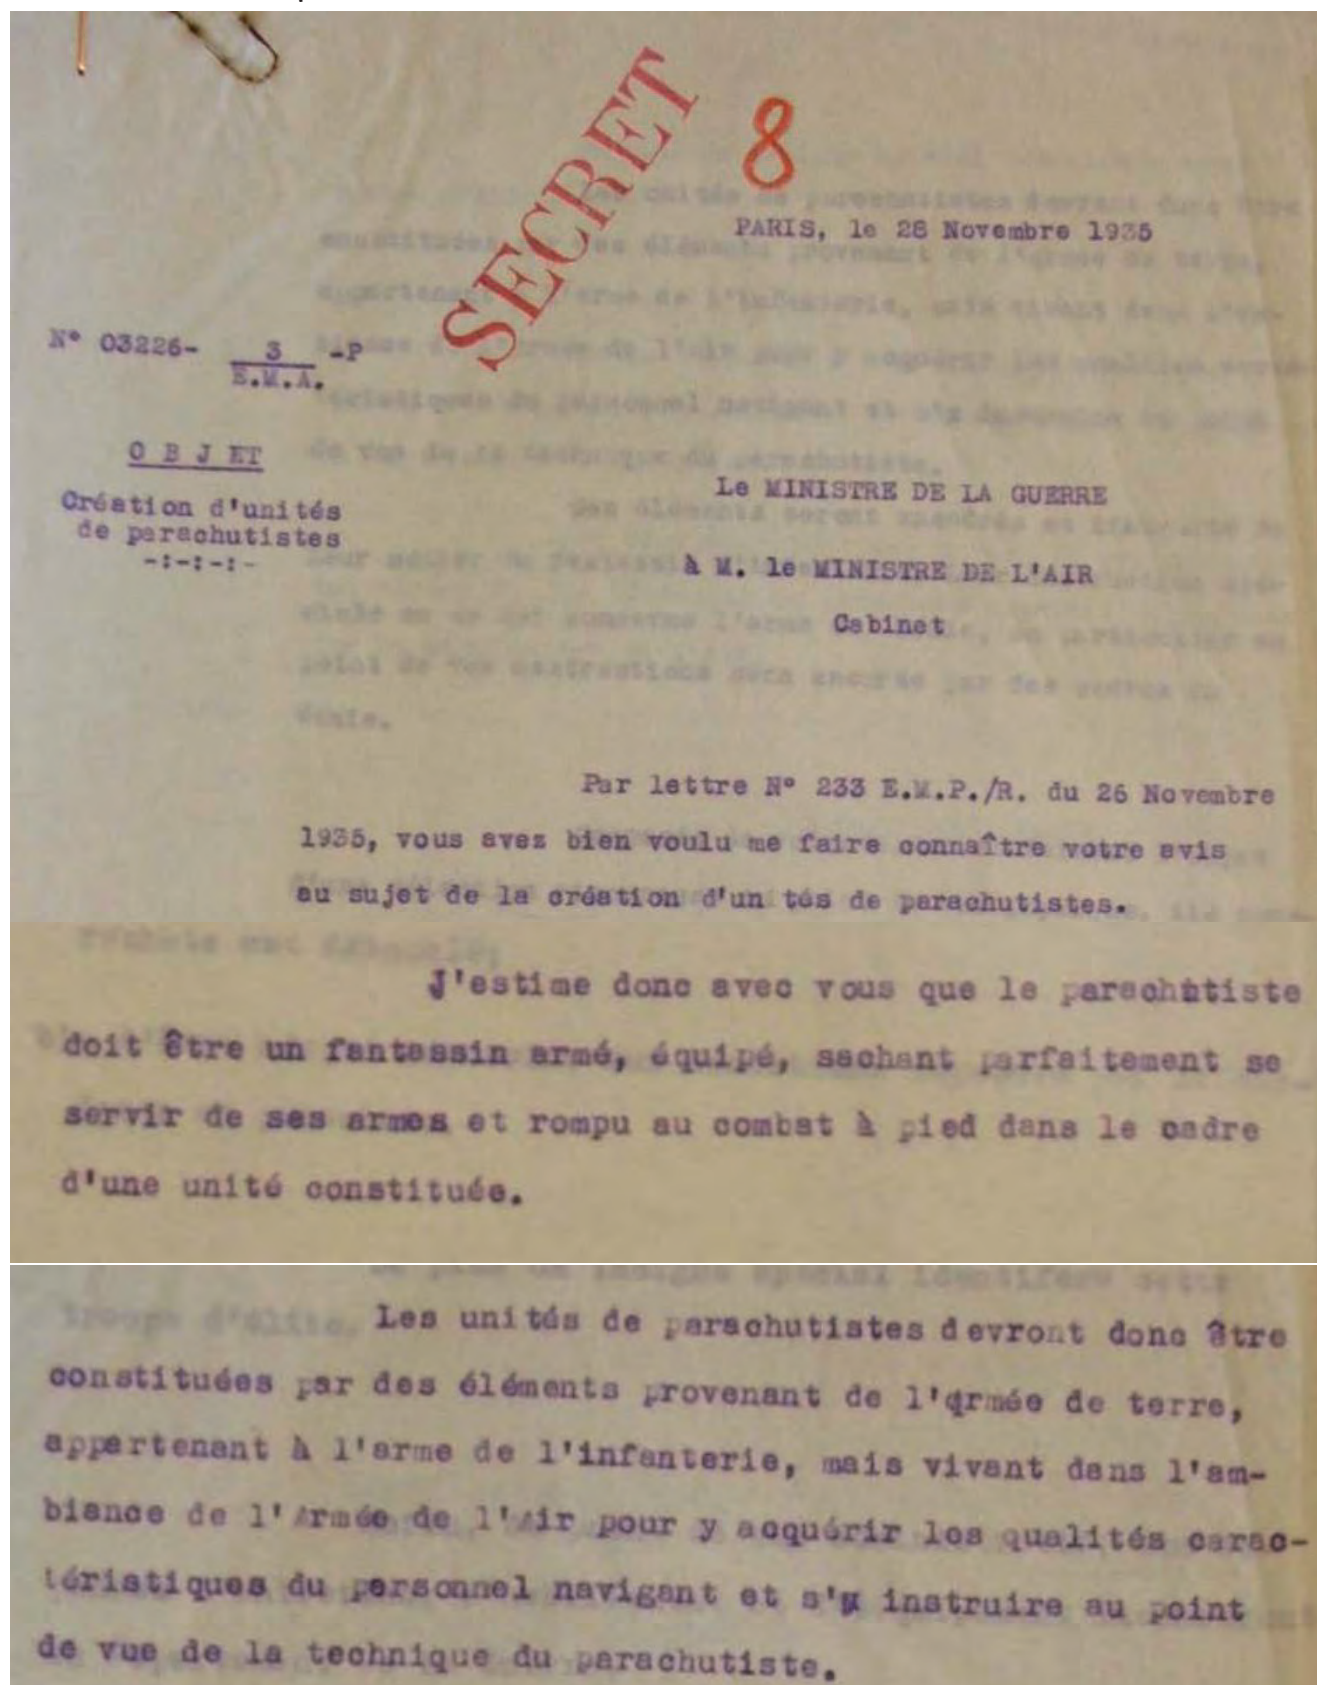 SECRET
8
PARIS, le 28 Novembre 1935
N° 03226- 3 -P
E.M.A.
O B J ET
Création d'unités
de parachutistes
-:-:-:-
Le MINISTRE DE LA GUERRE
à M. le MINISTRE DE L'AIR
Cabinet
Par lettre N° 233 E.M.P./R. du 26 Novembre
1935, vous avez bien voulu me faire connaître votre avis
au sujet de la création d'un tés de parachutistes.
J'estime donc avec vous que le parachutiste
doit être un fantassin armé, équipé, sachant parfaitement se
servir de ses armes et rompu au combat à pied dans le cadre
d'une unité constituée.
troupe d'élite.
Les unités de parachutistes devront donc être
constituées par des éléments provenant de l'armée de terre,
appartenant à l'arme de l'infanterie, mais vivant dans l'am-
biance de l'Armée de l'Air pour y acquérir les qualités carac-
téristiques du personnel navigant et s'y instruire au point
de vue de la technique du parachutiste.